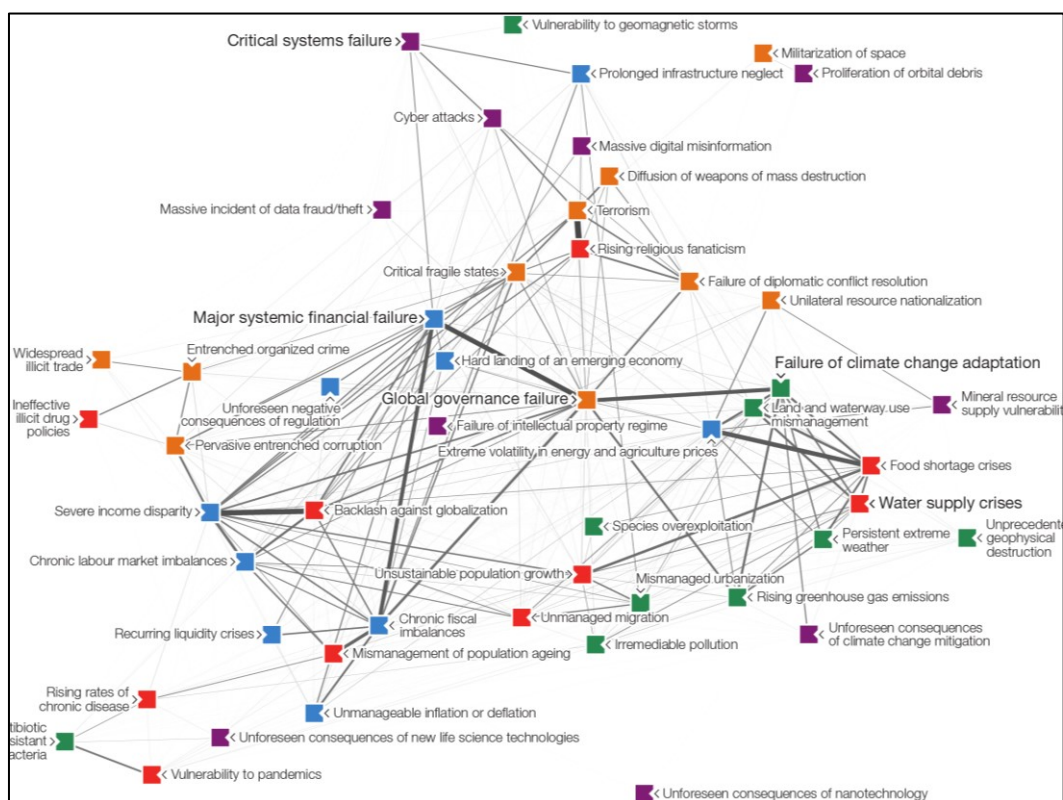 Vulnerability to geomagnetic storms
Critical systems failure
Militarization of space
Prolonged infrastructure neglect
Proliferation of orbital debris
Cyber attacks
Massive digital misinformation
Diffusion of weapons of mass destruction
Massive incident of data fraud/theft
Terrorism
Rising religious fanaticism
Critical fragile states
Failure of diplomatic conflict resolution
Unilateral resource nationalization
Major systemic financial failure
Widespread
illicit trade
Entrenched organized crime
Hard landing of an emerging economy
Failure of climate change adaptation
Ineffective
illicit drug
policies
Unforeseen negative
consequences of regulation
Global governance failure
Land and waterway use
mismanagement
Mineral resource
supply vulnerabilit
Failure of intellectual property regime
Pervasive entrenched corruption
Extreme volatility in energy and agriculture prices
Food shortage crises
Severe income disparity
Backlash against globalization
Water supply crises
Species overexploitation
Persistent extreme
weather
Unprecedente
geophysical
destruction
Chronic labour market imbalances
Unsustainable population growth
Mismanaged urbanization
Rising greenhouse gas emissions
Recurring liquidity crises
Chronic fiscal
imbalances
Unmanaged migration
Unforeseen consequences
of climate change mitigation
Mismanagement of population ageing
Irremediable pollution
Rising rates of
chronic disease
Unmanageable inflation or deflation
tibiotic
sistant
acteria
Unforeseen consequences of new life science technologies
Vulnerability to pandemics
Unforeseen consequences of nanotechnology